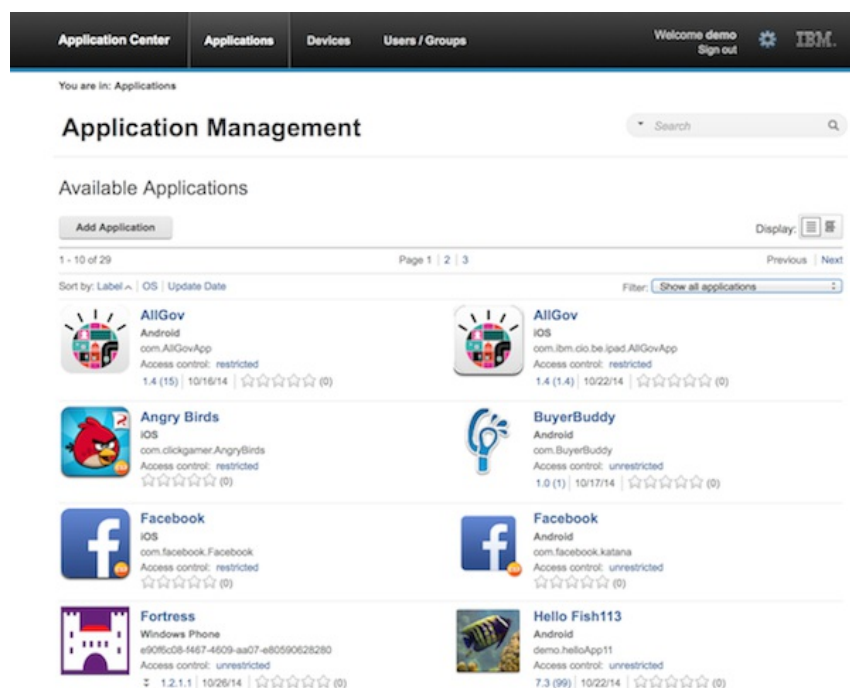 Application Center
Applications
Devices
Users / Groups
Welcome demo
Sign out
IBM.
You are in: Applications
Application Management
Search
Available Applications
Add Application
Display:
1 - 10 of 29
Page 1 | 2 | 3
Previous | Next
Sort by: Label | OS | Update Date
Filter: Show all applications
AllGov
Android
com.AllGovApp
Access control: restricted
1.4 (15) | 10/16/14 | (0)
AllGov
iOS
com.ibm.cio.be.ipad.AllGovApp
Access control: restricted
1.4 (1.4) | 10/22/14 | (0)
Angry Birds
iOS
com.clickgamer.AngryBirds
Access control: restricted
(0)
BuyerBuddy
Android
com.BuyerBuddy
Access control: unrestricted
1.0 (1) | 10/17/14 | (0)
Facebook
iOS
com.facebook.Facebook
Access control: restricted
(0)
Facebook
Android
com.facebook.katana
Access control: unrestricted
(0)
Fortress
Windows Phone
e90f6c08-f467-4609-aa07-e80590628280
Access control: unrestricted
1.2.1.1 | 10/26/14 | (0)
Hello Fish113
Android
demo.helloApp11
Access control: unrestricted
7.3 (99) | 10/22/14 | (0)